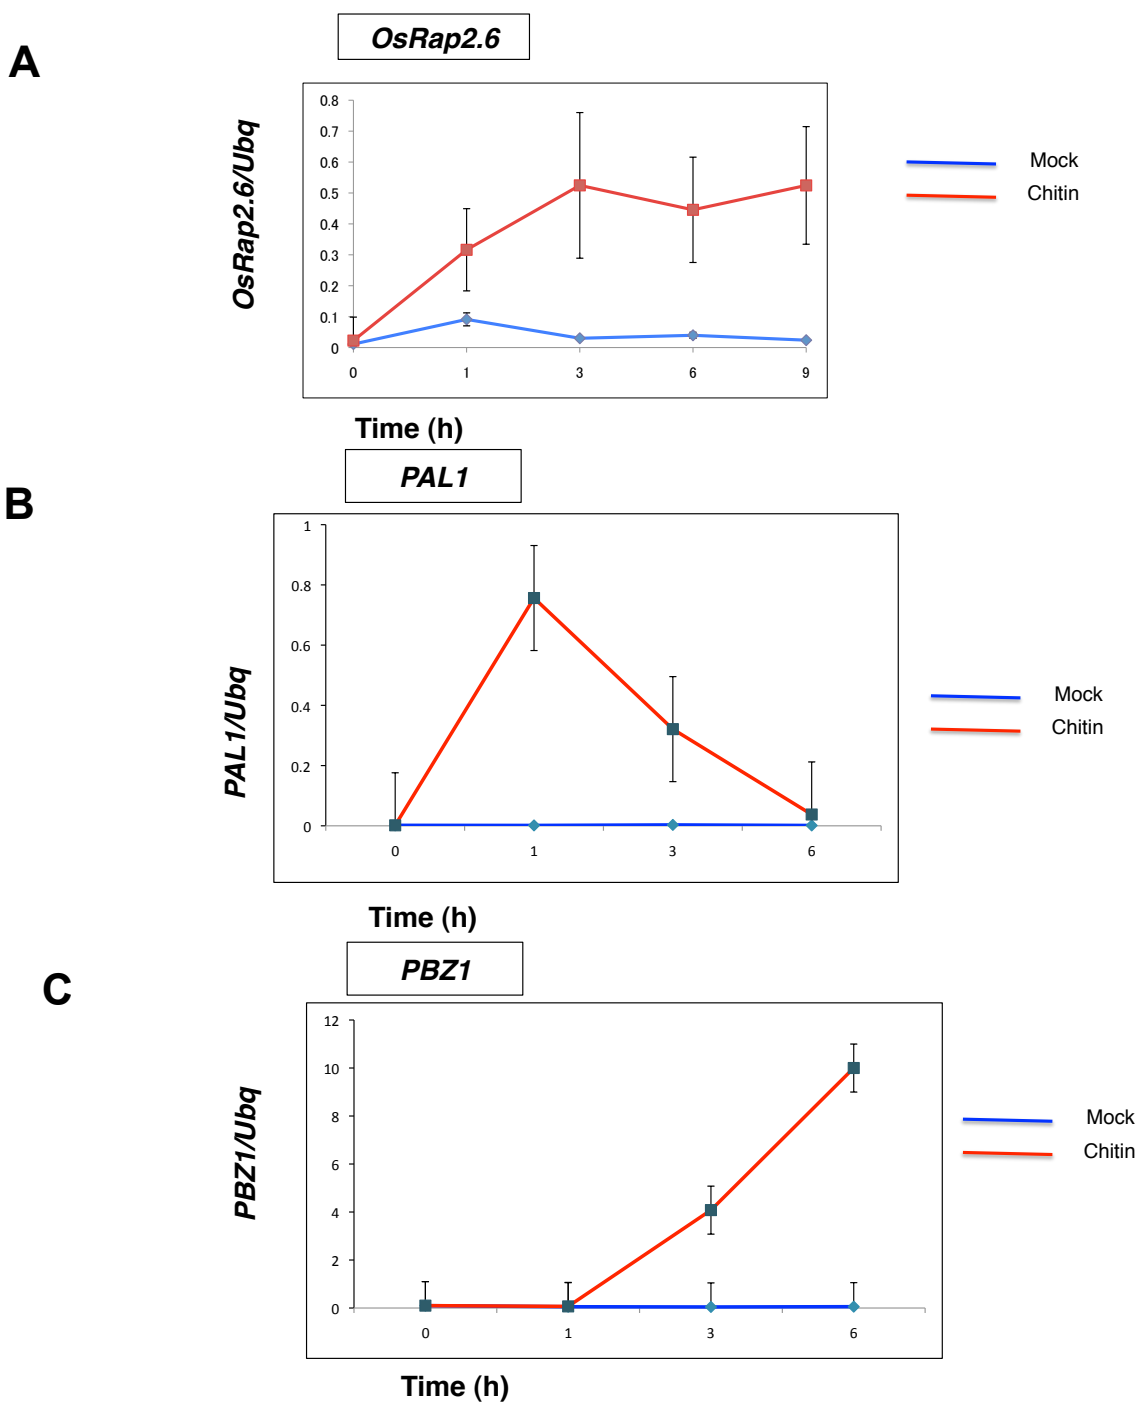 A
OsRap2.6
OsRap2.6/Ubq
0.8
0.7
0.6
0.5
0.4
0.3
0.2
0.1
0
0 1 3 6 9
Mock
Chitin
Time (h)
B
PAL1
PAL1/Ubq
1
0.8
0.6
0.4
0.2
0
0 1 3 6
Mock
Chitin
Time (h)
C
PBZ1
PBZ1/Ubq
12
10
8
6
4
2
0
0 1 3 6
Mock
Chitin
Time (h)